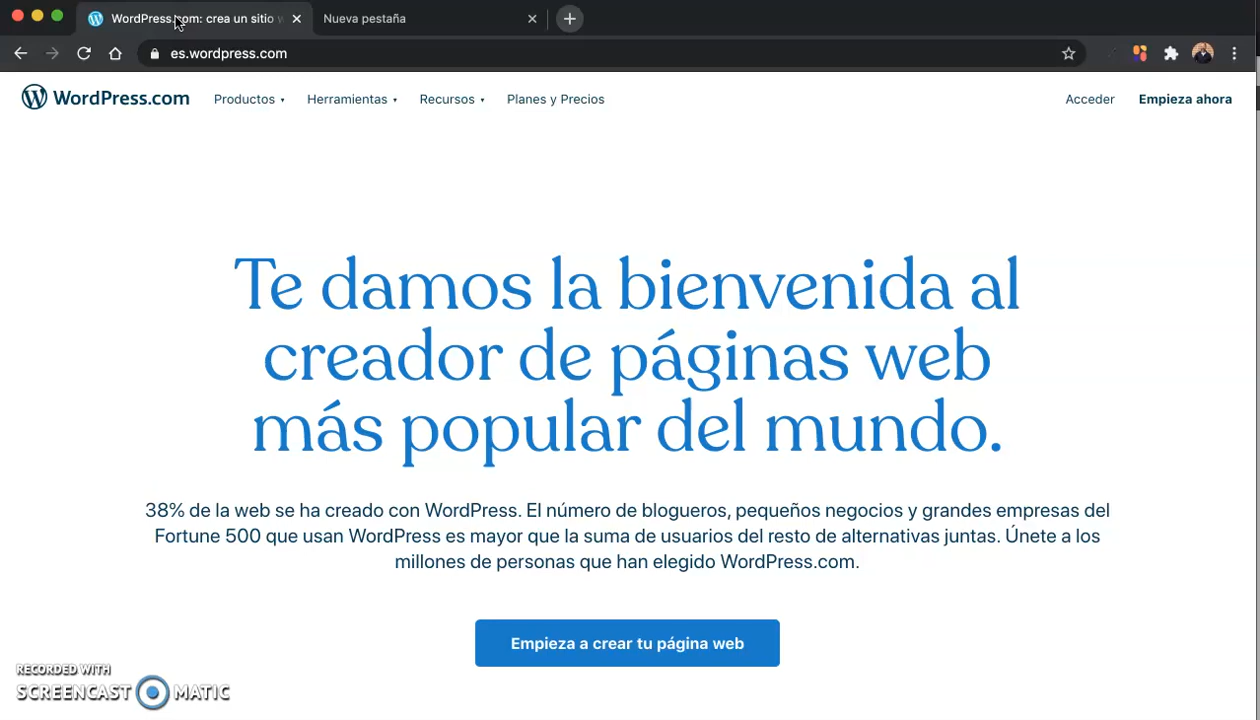 WordPress.com: crea un sitio w
Nueva pestaña
es.wordpress.com
WordPress.com
Productos
Herramientas
Recursos
Planes y Precios
Acceder
Empieza ahora
Te damos la bienvenida al
creador de páginas web
más popular del mundo.
38% de la web se ha creado con WordPress. El número de blogueros, pequeños negocios y grandes empresas del
Fortune 500 que usan WordPress es mayor que la suma de usuarios del resto de alternativas juntas. Únete a los
millones de personas que han elegido WordPress.com.
Empieza a crear tu página web
RECORDED WITH
SCREENCAST MATIC